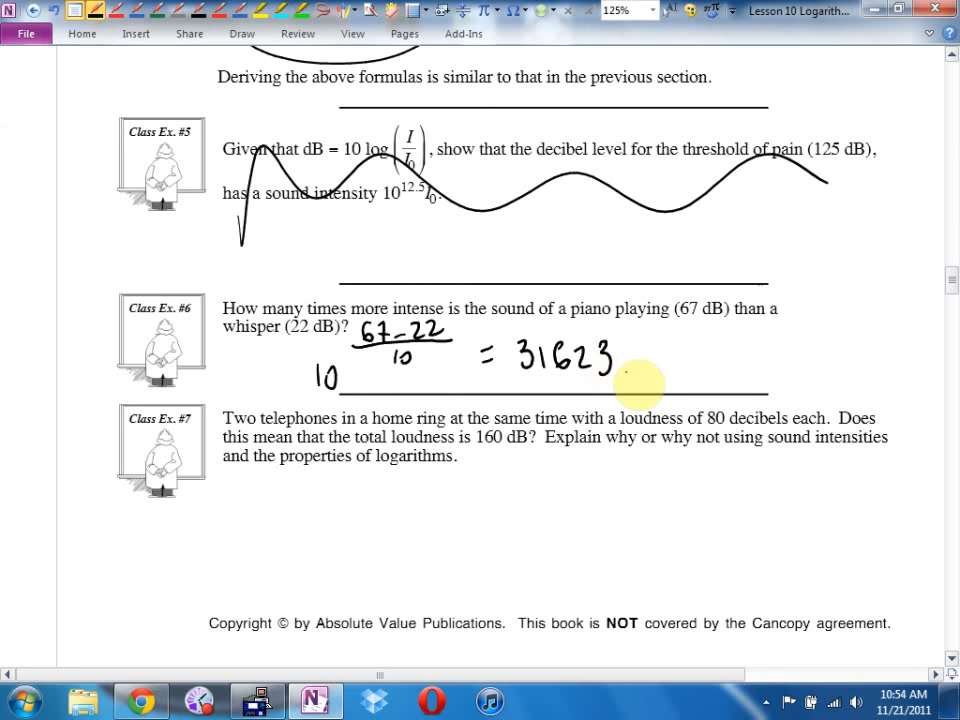 125%
Lesson 10 Logarith...
File Home Insert Share Draw Review View Pages Add-Ins
Deriving the above formulas is similar to that in the previous section.
Class Ex. #5
Given that dB = 10 log (I/I₀), show that the decibel level for the threshold of pain (125 dB),
has a sound intensity 10^12.5 I₀.
Class Ex. #6
How many times more intense is the sound of a piano playing (67 dB) than a
whisper (22 dB)?
67-22
10
10
= 31623
Class Ex. #7
Two telephones in a home ring at the same time with a loudness of 80 decibels each. Does
this mean that the total loudness is 160 dB? Explain why or why not using sound intensities
and the properties of logarithms.
Copyright © by Absolute Value Publications. This book is NOT covered by the Cancopy agreement.
10:54 AM
11/21/2011